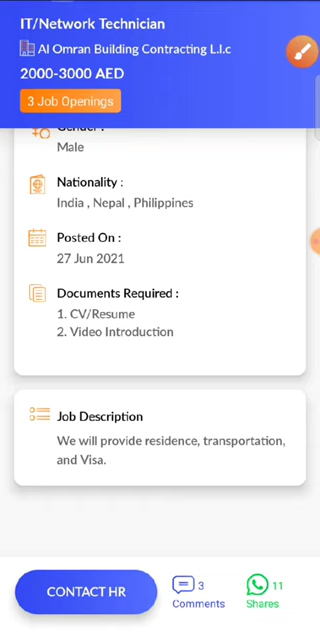 IT/Network Technician
Al Omran Building Contracting L.l.c
2000-3000 AED
3 Job Openings
Gender :
Male
Nationality :
India , Nepal , Philippines
Posted On :
27 Jun 2021
Documents Required :
1. CV/Resume
2. Video Introduction
Job Description
We will provide residence, transportation,
and Visa.
CONTACT HR
3
Comments
11
Shares